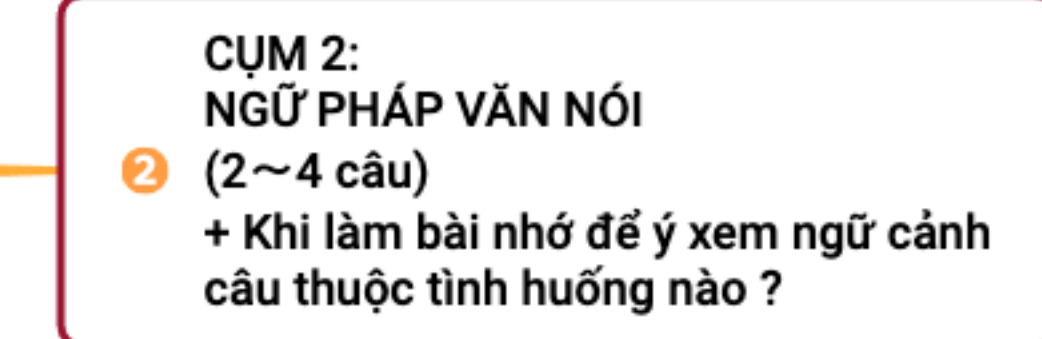 CỤM 2:
NGỮ PHÁP VĂN NÓI
2 (2～4 câu)
+ Khi làm bài nhớ để ý xem ngữ cảnh
câu thuộc tình huống nào ?